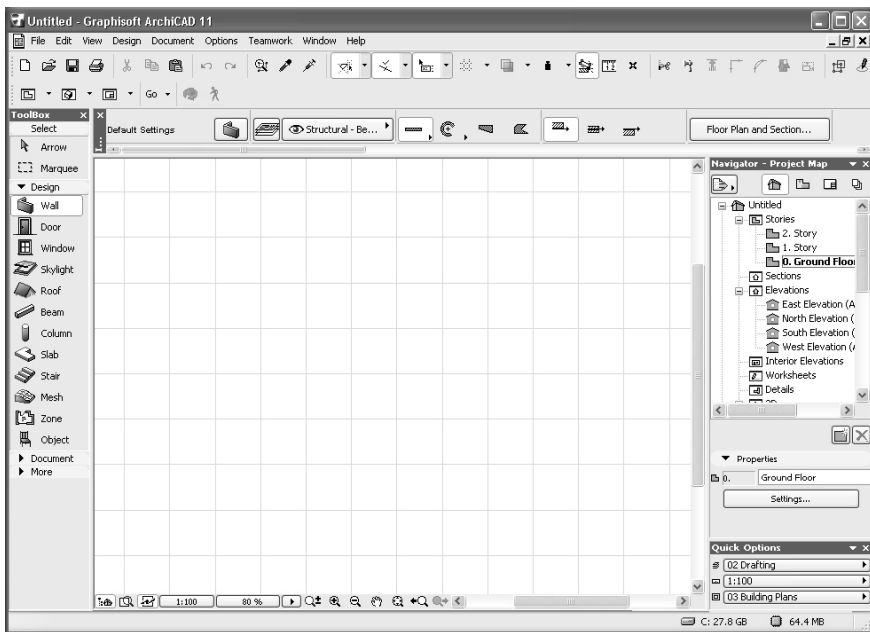 Untitled - Graphisoft ArchiCAD 11
File Edit View Design Document Options Teamwork Window Help
Go
ToolBox
Select
Arrow
Marquee
Design
Wall
Door
Window
Skylight
Roof
Beam
Column
Slab
Stair
Mesh
Zone
Object
Document
More
Default Settings
Structural - Be...
Floor Plan and Section...
Navigator - Project Map
Untitled
Stories
2. Story
1. Story
0. Ground Floor
Sections
Elevations
East Elevation (A
North Elevation (
South Elevation (
West Elevation (A
Interior Elevations
Worksheets
Details
Properties
0. Ground Floor
Settings...
Quick Options
02 Drafting
1:100
03 Building Plans
1:100 80 %
C: 27.8 GB 64.4 MB